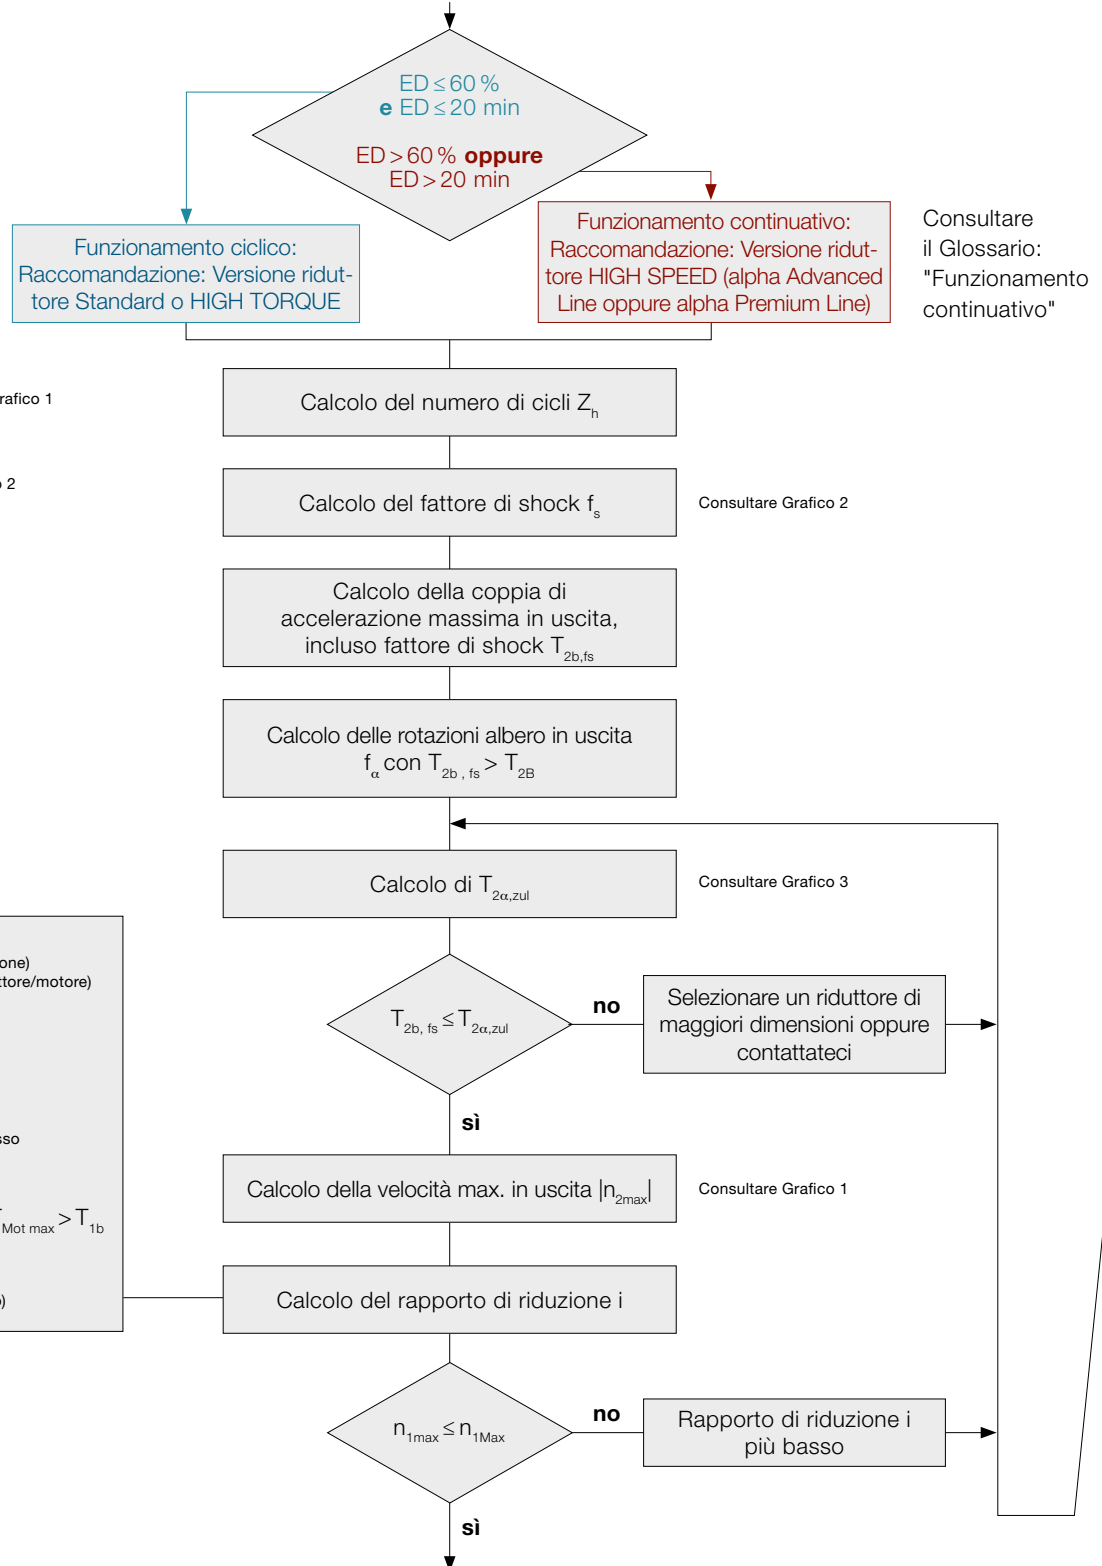 ED ≤ 60 %
e ED ≤ 20 min
ED > 60 % oppure
ED > 20 min
Funzionamento ciclico:
Raccomandazione: Versione ridut-
tore Standard o HIGH TORQUE
Funzionamento continuativo:
Raccomandazione: Versione ridut-
tore HIGH SPEED (alpha Advanced
Line oppure alpha Premium Line)
Consultare
il Glossario:
"Funzionamento
continuativo"
rafico 1
Calcolo del numero di cicli Zh
2
Calcolo del fattore di shock fs
Consultare Grafico 2
Calcolo della coppia di
accelerazione massima in uscita,
incluso fattore di shock T2b,fs
Calcolo delle rotazioni albero in uscita
fα con T2b , fs > T2B
Calcolo di T2α,zul
Consultare Grafico 3
one)
ttore/motore)
sso
Mot max > T1b
)
T2b, fs ≤ T2α,zul
no
Selezionare un riduttore di
maggiori dimensioni oppure
contattateci
sì
Calcolo della velocità max. in uscita |n2max|
Consultare Grafico 1
Calcolo del rapporto di riduzione i
n1max ≤ n1Max
no
Rapporto di riduzione i
più basso
sì